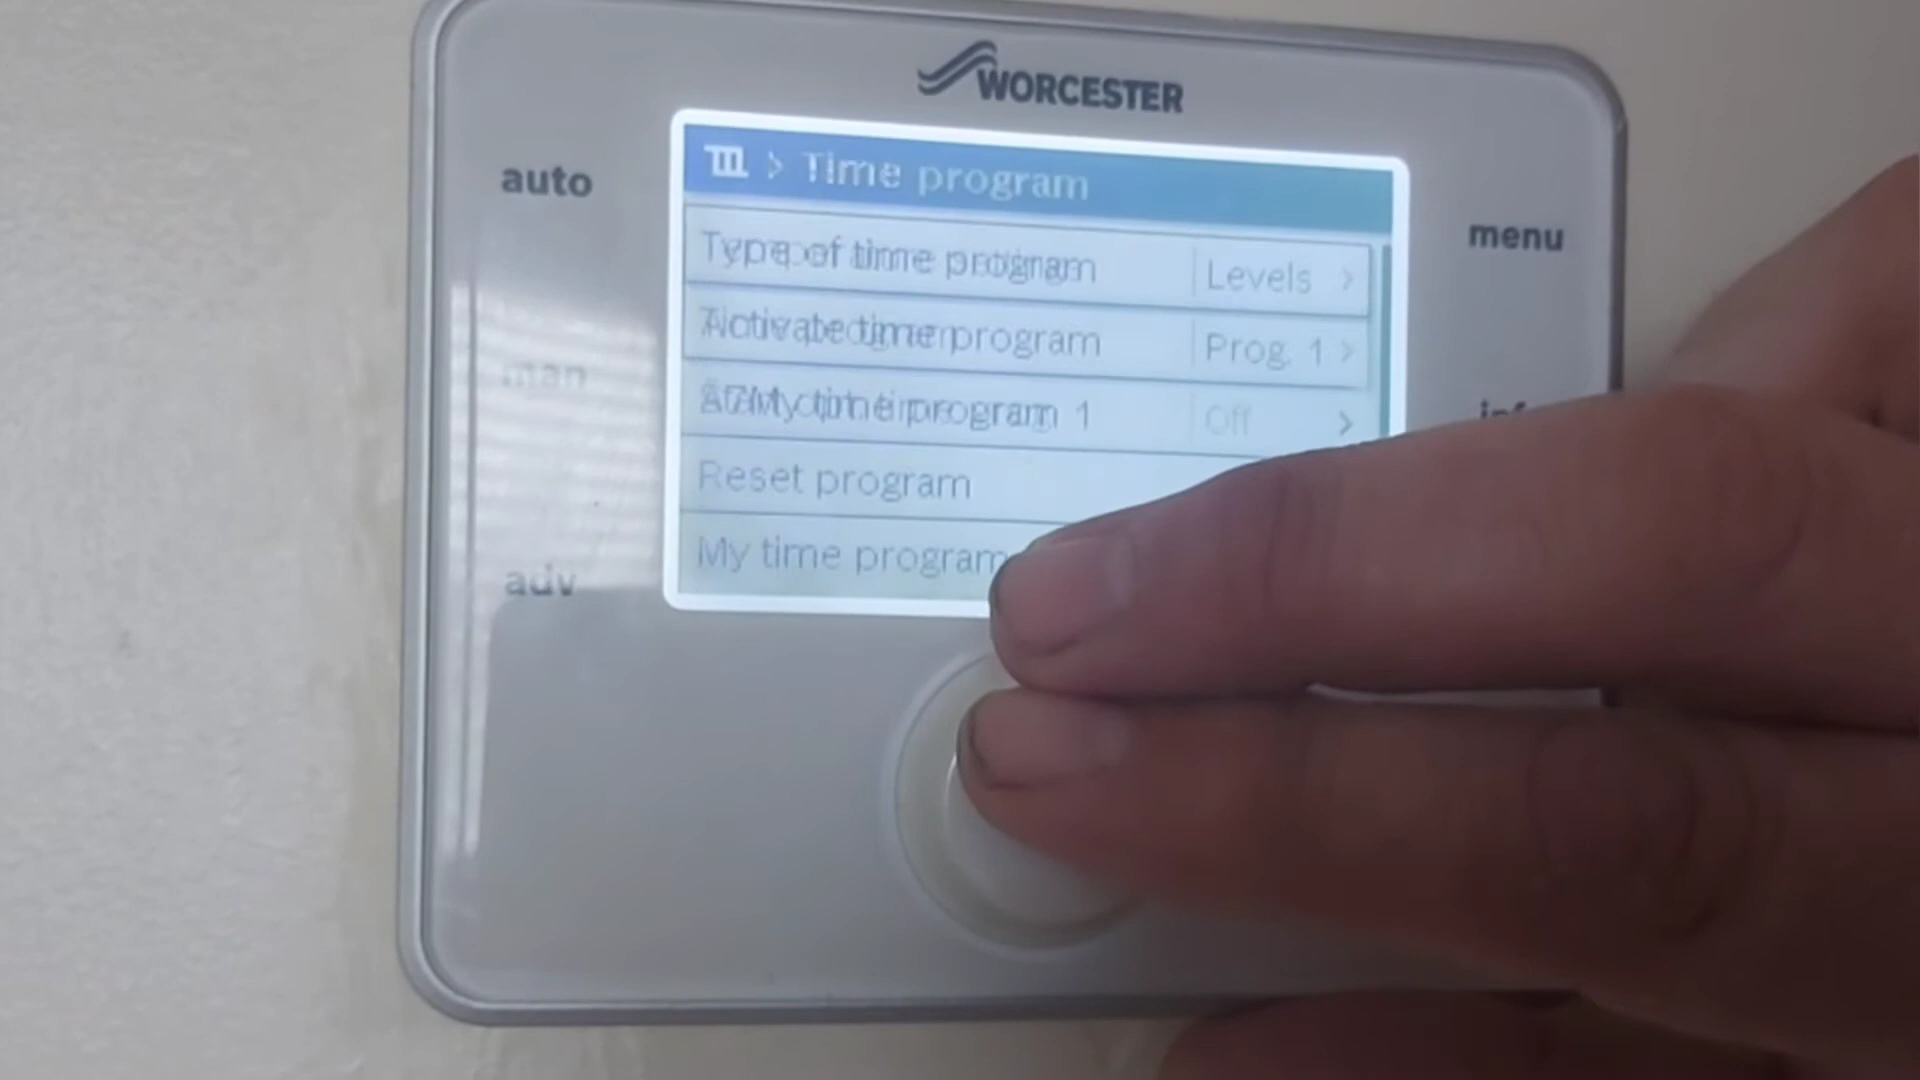 WORCESTER
auto
> Time program
menu
Type of time program Levels >
Activated time program Prog. 1 >
man
My time program 1 Off >
Reset program
adv
My time program